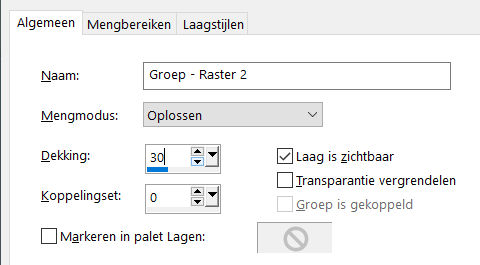 Algemeen Mengbereiken Laagstijlen
Naam: Groep - Raster 2
Mengmodus: Oplossen
Dekking: 30 Laag is zichtbaar
Transparantie vergrendelen
Koppelingset: 0 Groep is gekoppeld
Markeren in palet Lagen: